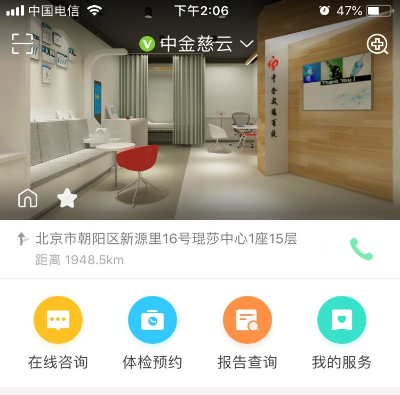 中国电信 下午2:06 47%
中金慈云
Thank You !
北京市朝阳区新源里16号琨莎中心1座15层
距离 1948.5km
在线咨询 体检预约 报告查询 我的服务